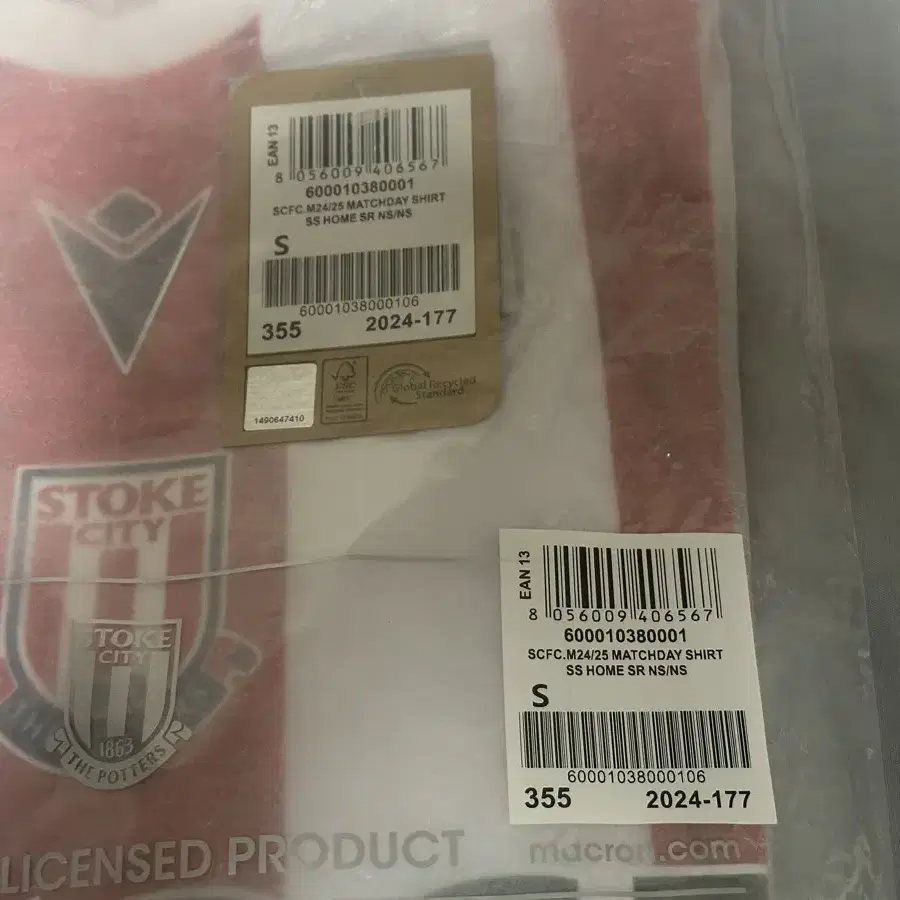 EAN 13
8 056009 406567
600010380001
SCFC.M24/25 MATCHDAY SHIRT
SS HOME SR NS/NS
S
60001038000106
355 2024-177
1490647410
FSC
Global Recycled
Standard
STOKE
CITY
STOKE
CITY
1863
THE POTTERS
EAN 13
8 056009 406567
600010380001
SCFC.M24/25 MATCHDAY SHIRT
SS HOME SR NS/NS
S
60001038000106
355 2024-177
LICENSED PRODUCT
macron.com